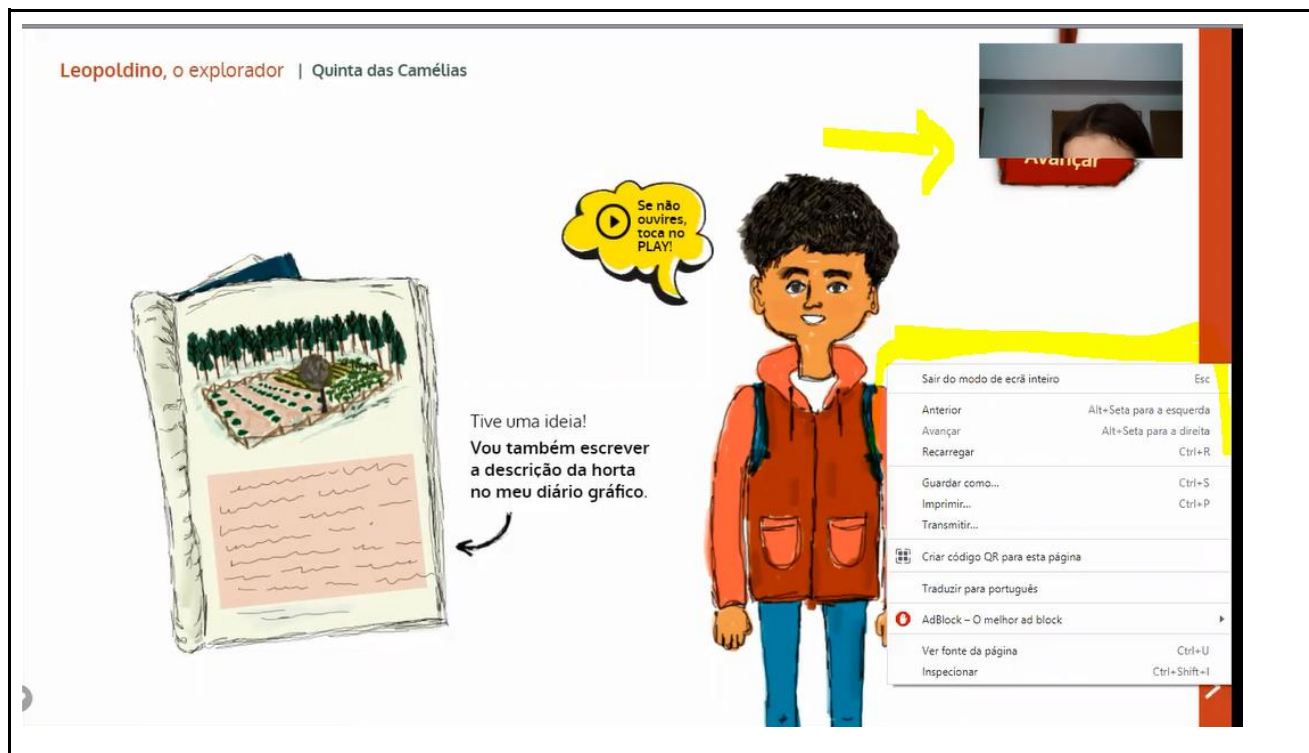 Leopoldino, o explorador | Quinta das Camélias
Avançar
Se não
ouvires,
toca no
PLAY!
Tive uma ideia!
Vou também escrever
a descrição da horta
no meu diário gráfico.
Sair do modo de ecrã inteiro Esc
Anterior Alt+Seta para a esquerda
Avançar Alt+Seta para a direita
Recarregar Ctrl+R
Guardar como... Ctrl+S
Imprimir... Ctrl+P
Transmitir...
Criar código QR para esta página
Traduzir para português
AdBlock – O melhor ad block
Ver fonte da página Ctrl+U
Inspecionar Ctrl+Shift+I